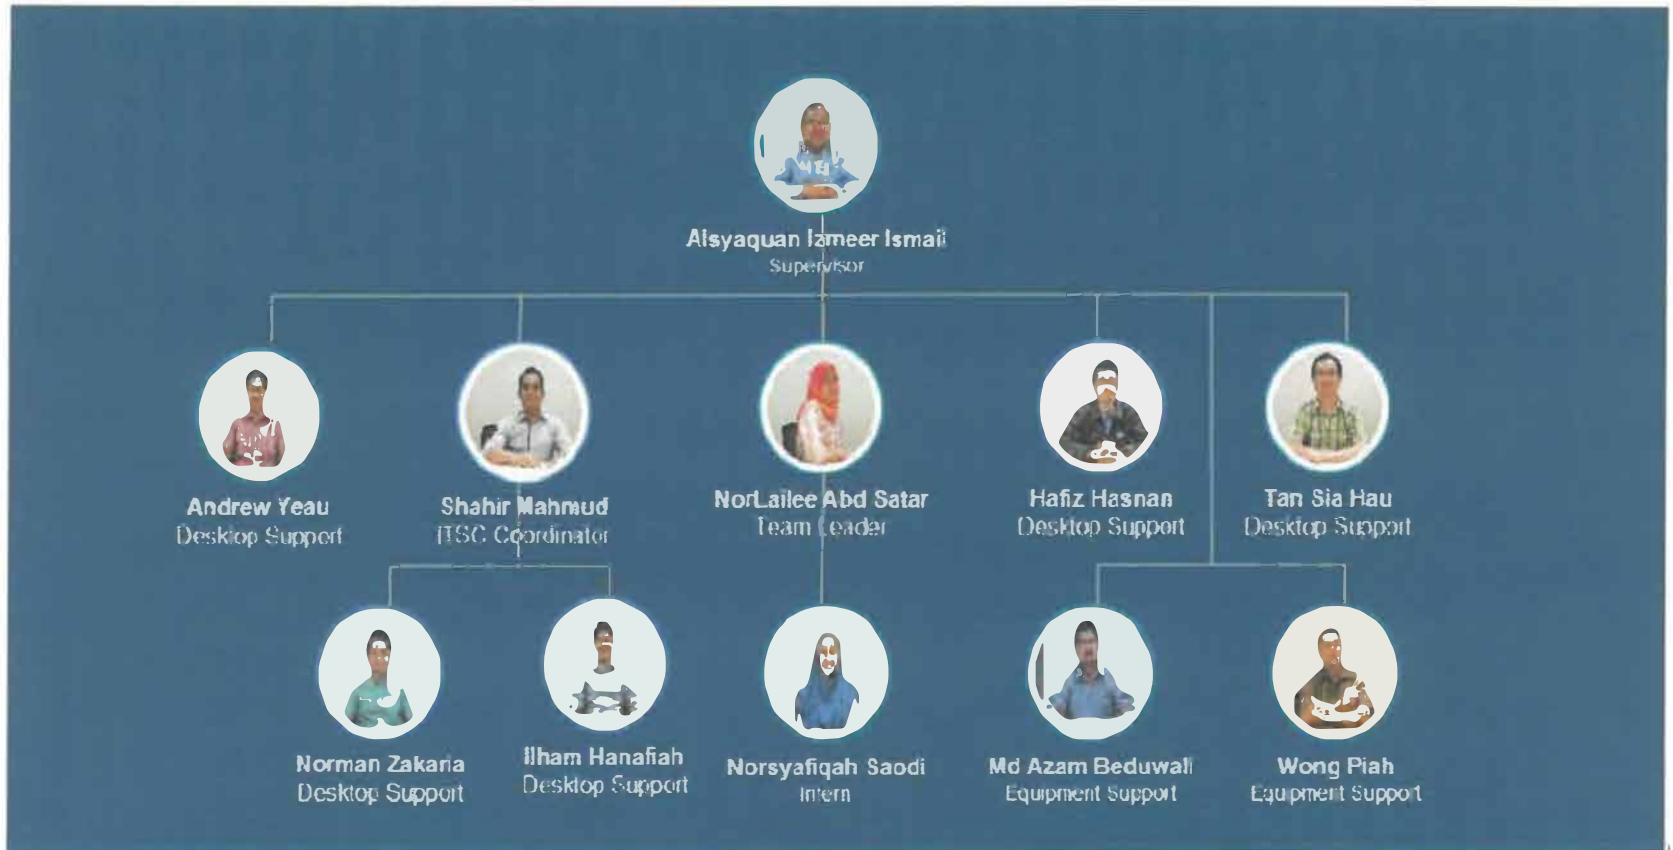 Aisyaquan Izmeer Ismail
Supervisor
Andrew Yeau
Desktop Support
Shahir Mahmud
ITSC Coordinator
NorLailee Abd Satar
Team Leader
Hafiz Hasnan
Desktop Support
Tan Sia Hau
Desktop Support
Norman Zakaria
Desktop Support
Ilham Hanafiah
Desktop Support
Norsyafiqah Saodi
Intern
Md Azam Beduwali
Equipment Support
Wong Piah
Equipment Support